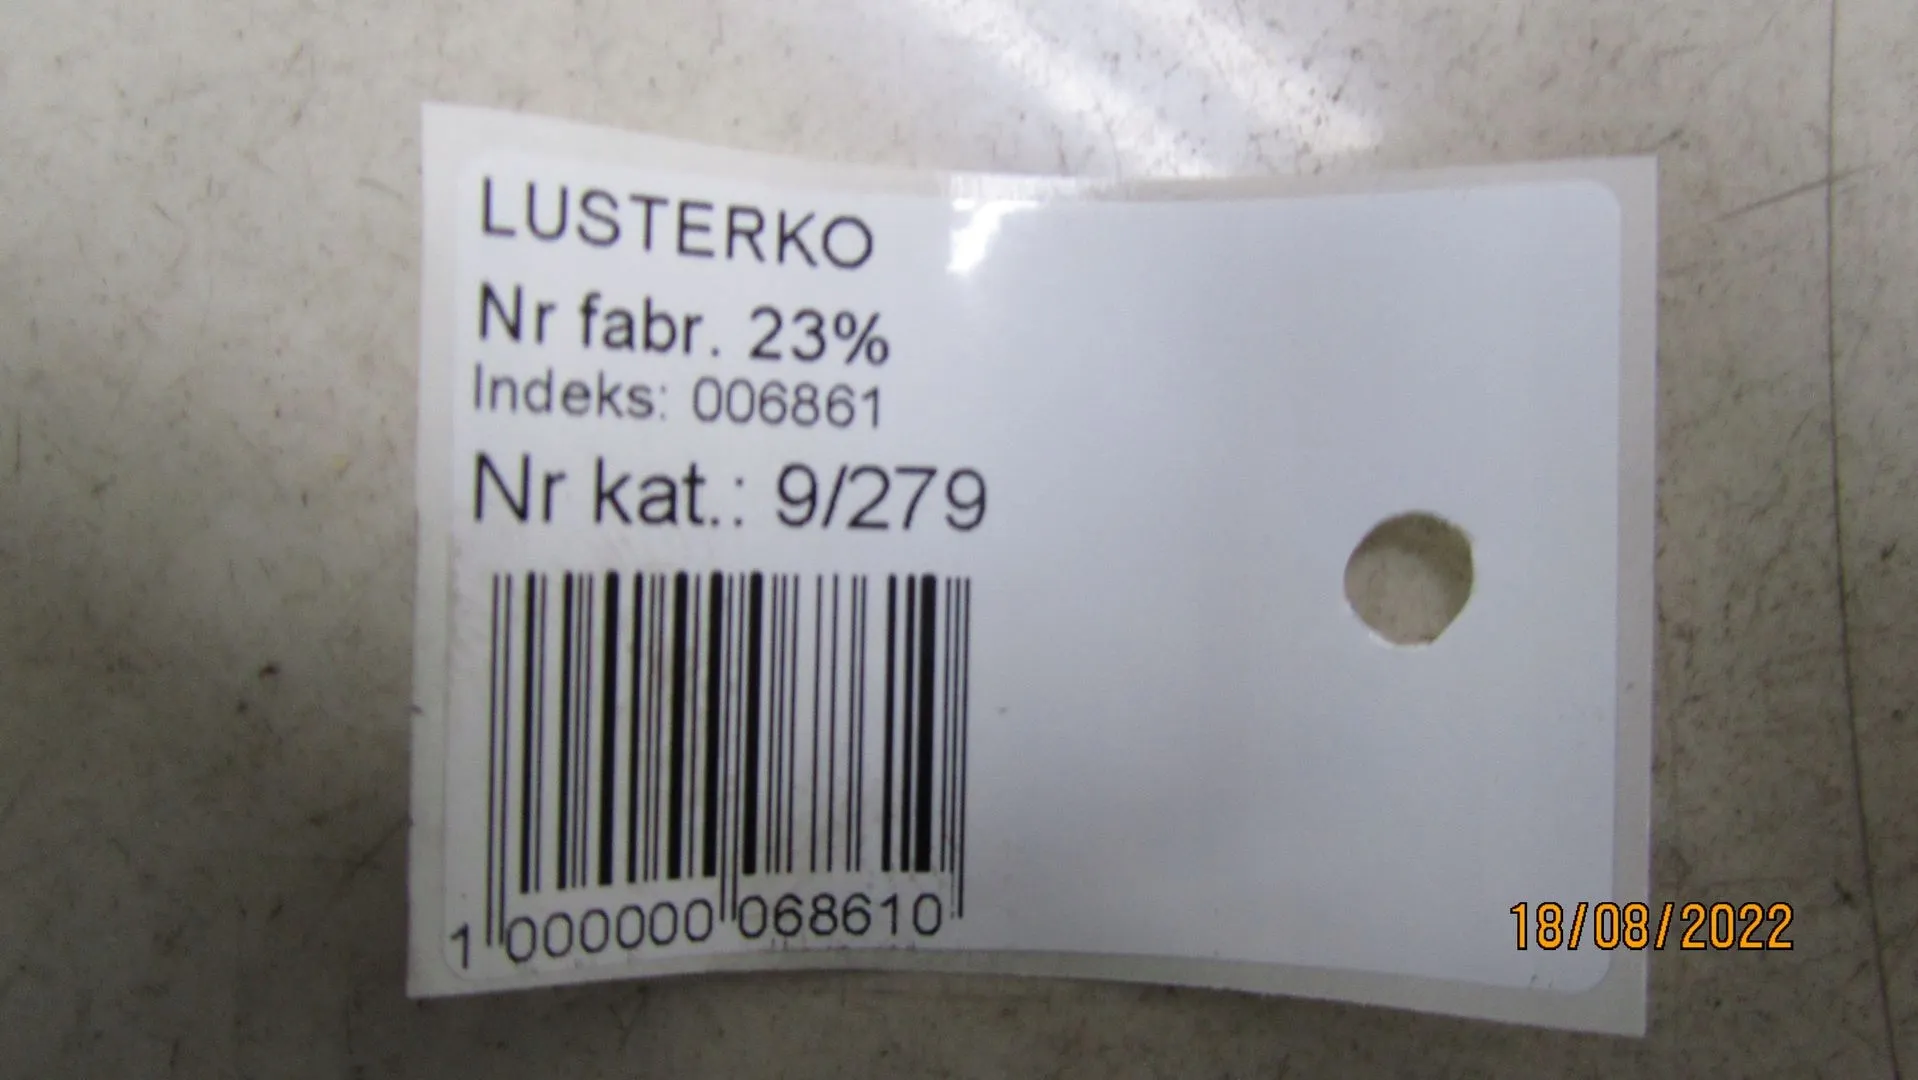 LUSTERKO
Nr fabr. 23%
Indeks: 006861
Nr kat.: 9/279
1 000000 068610
18/08/2022